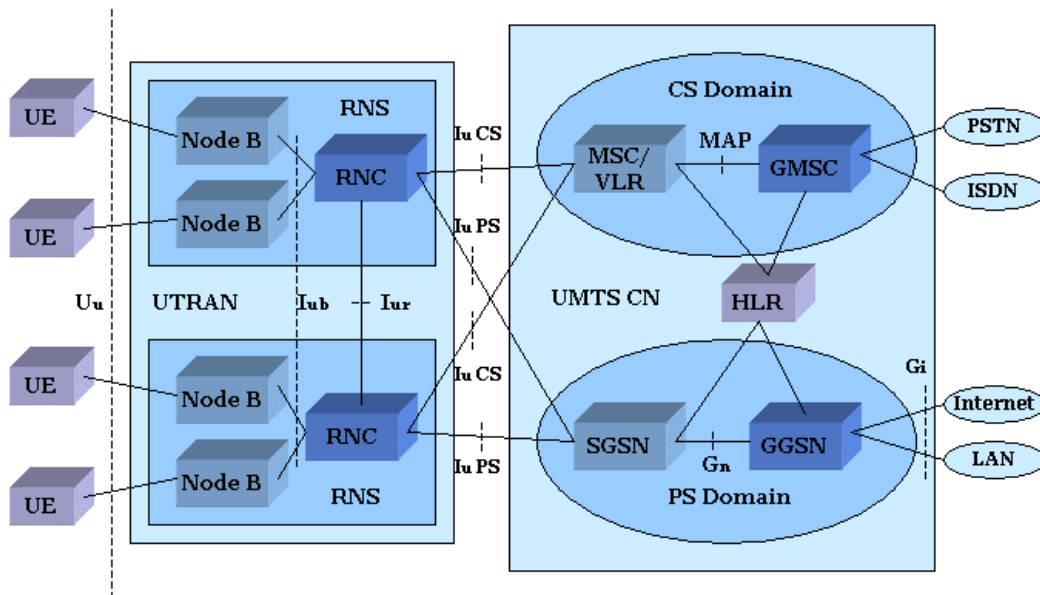 UE
Node B
RNS
RNC
Node B
UE
Iu CS
Iu PS
CS Domain
MSC/
VLR
MAP
GMSC
PSTN
ISDN
Uu
UTRAN
Iub
Iur
UMTS CN
HLR
UE
Node B
RNC
Node B
RNS
UE
Iu CS
Iu PS
SGSN
Gn
GGSN
PS Domain
Gi
Internet
LAN